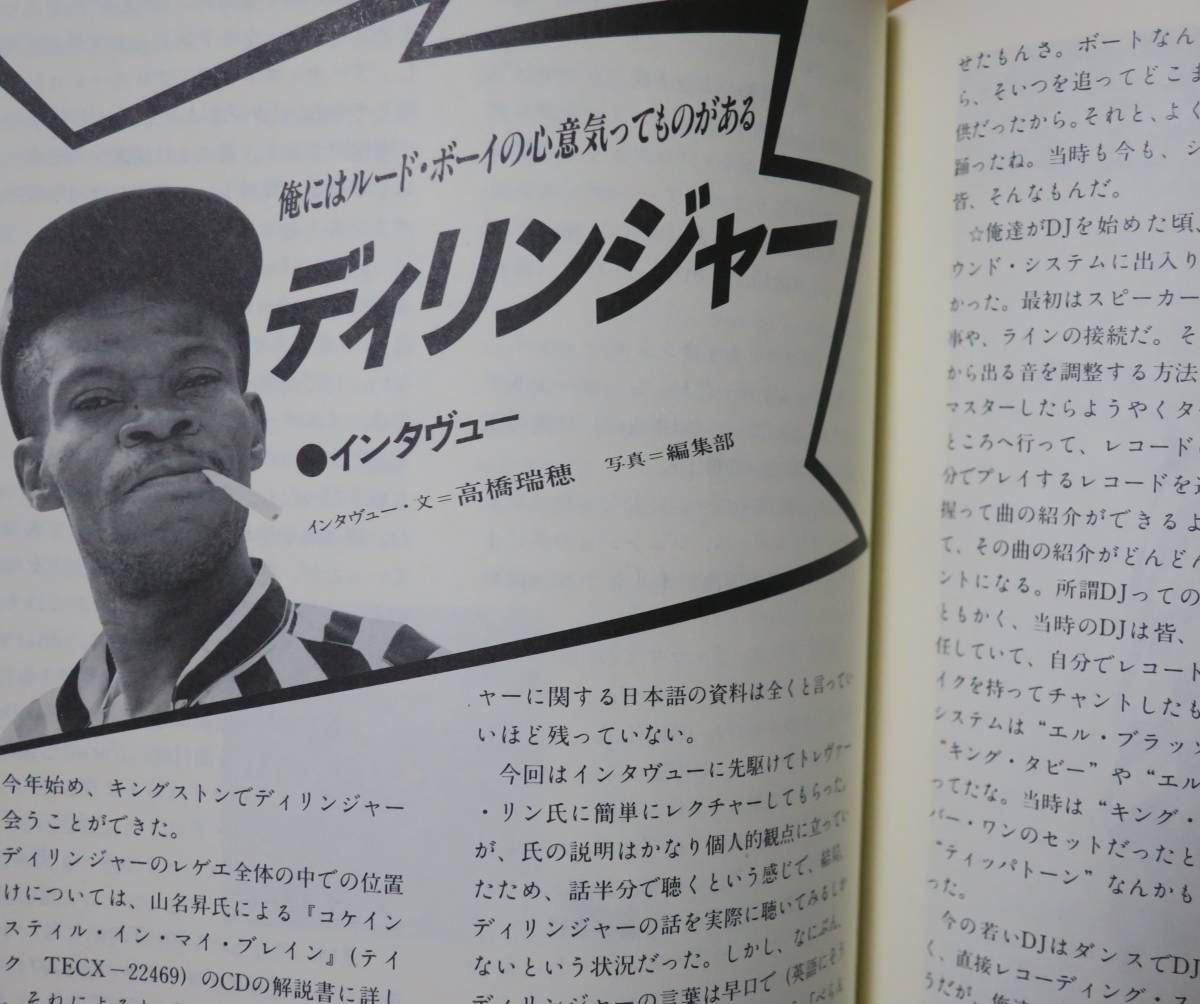 俺にはルード・ボーイの心意気ってものがある
ディリンジャー
●インタヴュー
インタヴュー・文＝高橋瑞穂　写真＝編集部
今年始め、キングストンでディリンジャー
会うことができた。
ディリンジャーのレゲエ全体の中での位置
けについては、山名昇氏による『コケイン
スティル・イン・マイ・ブレイン』(テイ
ク　TECX－22469) のCDの解説書に詳し
ャーに関する日本語の資料は全くと言ってい
いほど残っていない。
今回はインタヴューに先駆けてトレヴァー
・リン氏に簡単にレクチャーしてもらった
が、氏の説明はかなり個人的観点に立ってい
たため、話半分で聴くという感じで、結局、
ディリンジャーの話を実際に聴いてみるしか
ないという状況だった。しかし、なにぶん、
ディリンジャーの言葉は早口で (英語にそう
せたもんさ。ボートなん
ら、そいつを追ってどこま
供だったから。それと、よく
踊ったね。当時も今も、シ
皆、そんなもんだ。
☆俺達がDJを始めた頃、
ウンド・システムに出入り
かった。最初はスピーカー
事や、ラインの接続だ。そ
から出る音を調整する方法
マスターしたらようやくタ
ところへ行って、レコード
分でプレイするレコードを
握って曲の紹介ができるよ
て、その曲の紹介がどんど
ントになる。所謂DJっての
ともかく、当時のDJは皆、
任していて、自分でレコード
イクを持ってチャントしたも
システムは“エル・ブラッ
“キング・タビー”や“エル
ってたな。当時は“キング・
バー・ワンのセットだったと
“ティッパトーン”なんかも
った。
今の若いDJはダンスでDJ
く、直接レコーディング・